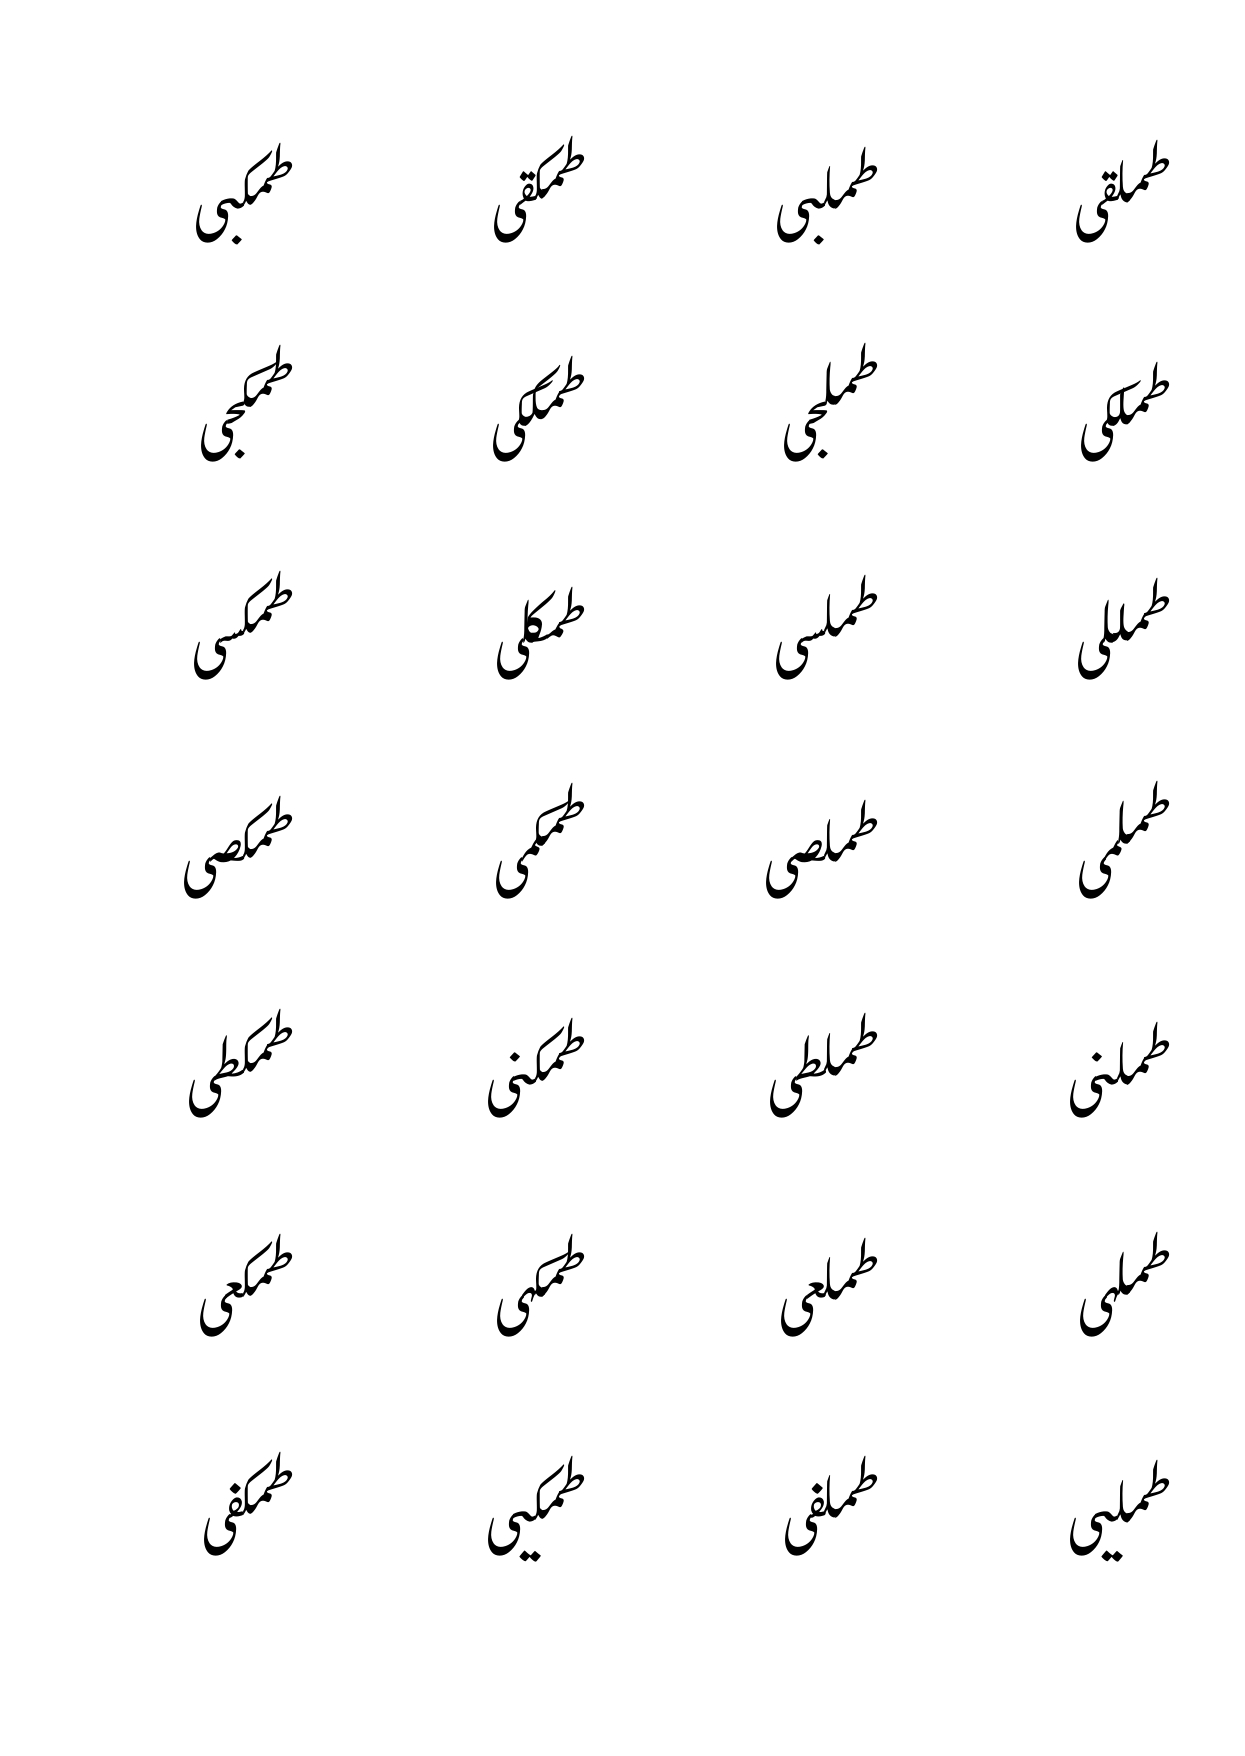 طملقی طملبی طمکقی طمکبی
طملکی طملجی طمککی طمکجی
طمللی طملسی طمکلی طمکسی
طملمی طملصی طمکمی طمکصی
طملنی طملطی طمکنی طمکطی
طملہی طملعی طمکہی طمکعی
طملیی طملفی طمکیی طمکفی